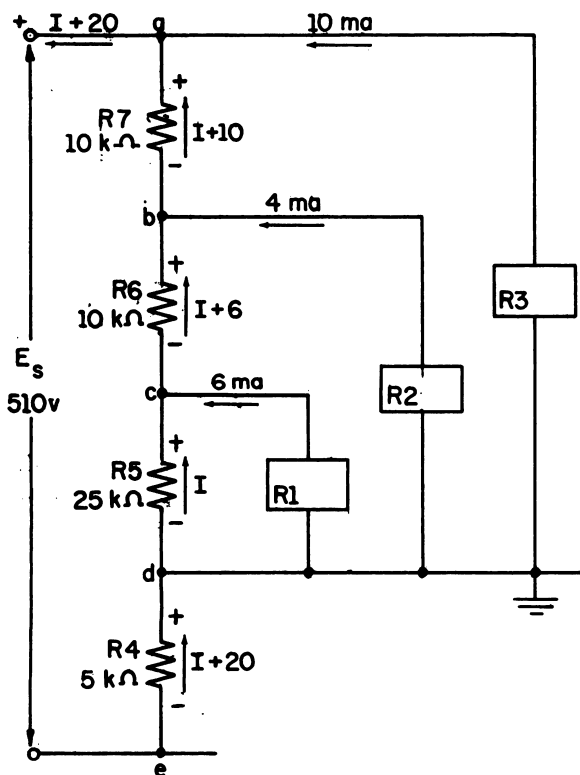 + I + 20 a 10 ma
+
R7
10 kΩ I+10
−
b 4 ma
+
R6
10 kΩ I + 6
−
R3
E s
510v
c 6 ma
R2
+
R5
25 kΩ I
R1
−
d
+
R4
5 kΩ I + 20
−
e